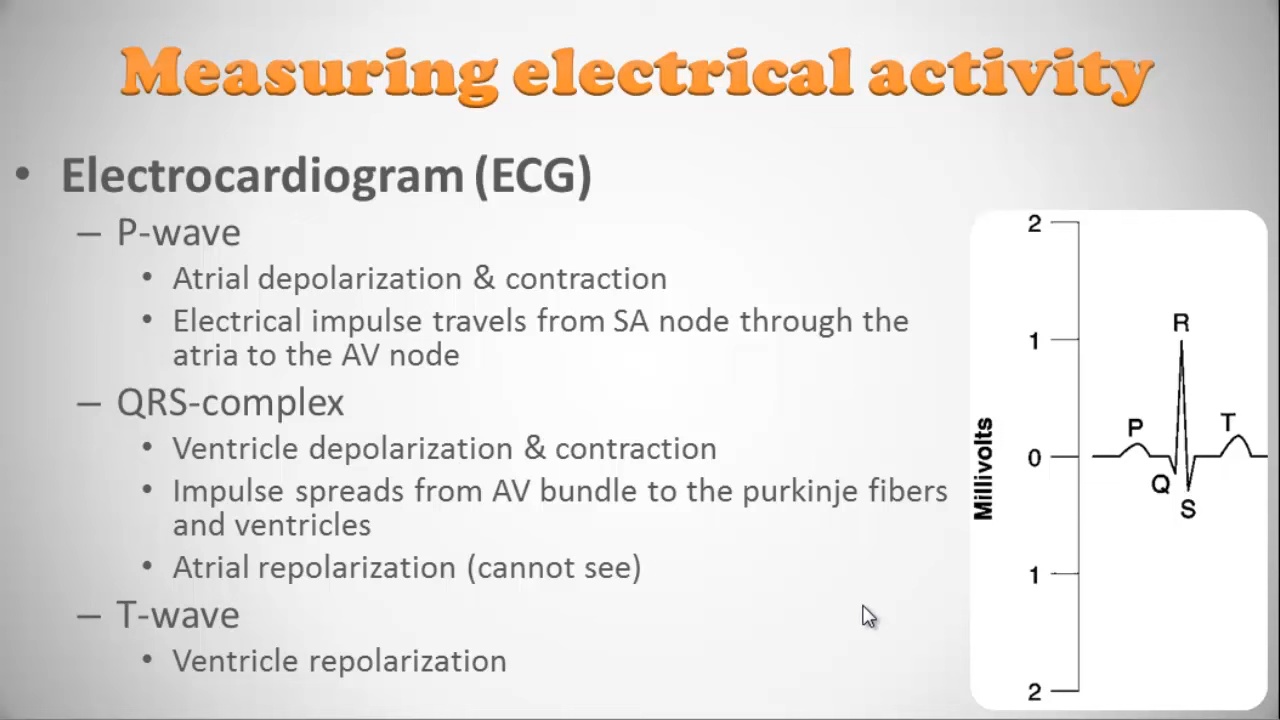 Measuring electrical activity
• Electrocardiogram (ECG)
– P-wave
• Atrial depolarization & contraction
• Electrical impulse travels from SA node through the
atria to the AV node
– QRS-complex
• Ventricle depolarization & contraction
• Impulse spreads from AV bundle to the purkinje fibers
and ventricles
• Atrial repolarization (cannot see)
– T-wave
• Ventricle repolarization
2
1
0
1
2
Millivolts
P
Q
R
S
T